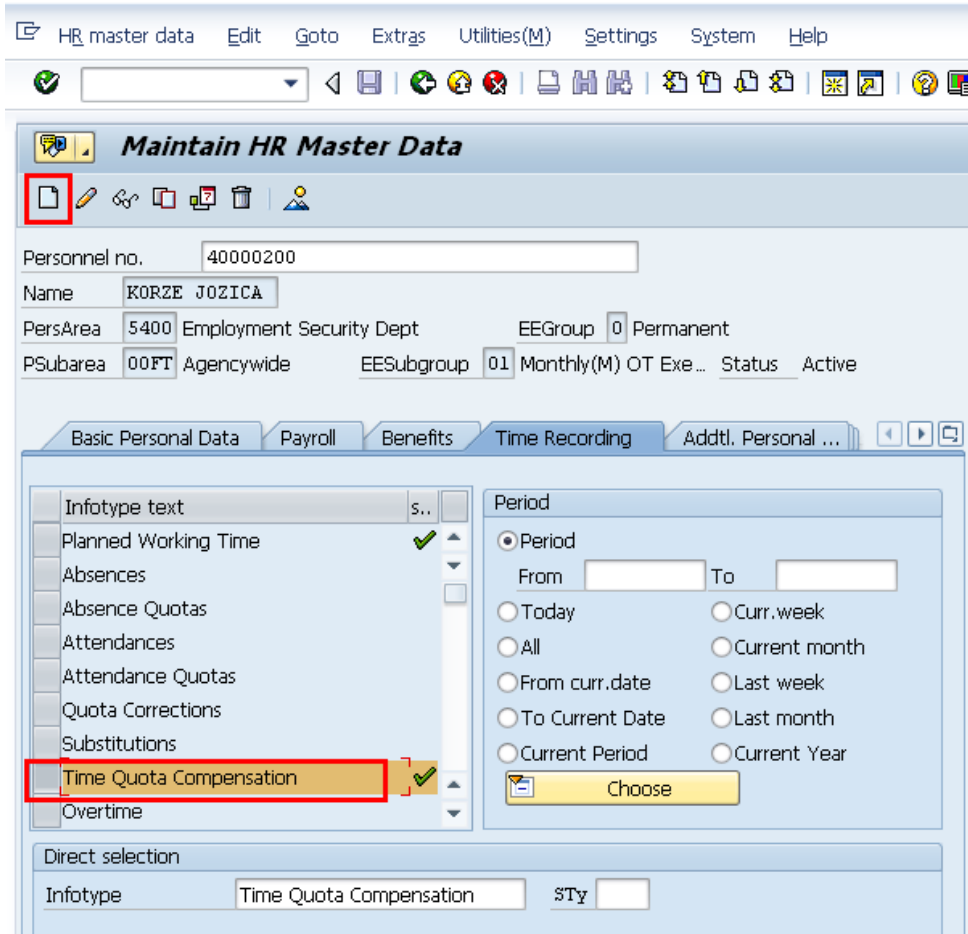 HR master data Edit Goto Extras Utilities(M) Settings System Help
Maintain HR Master Data
Personnel no. 40000200
Name KORZE JOZICA
PersArea 5400 Employment Security Dept EEGroup 0 Permanent
PSubarea 00FT Agencywide EESubgroup 01 Monthly(M) OT Exe... Status Active
Basic Personal Data Payroll Benefits Time Recording Addtl. Personal ...
Infotype text s..
Planned Working Time
Absences
Absence Quotas
Attendances
Attendance Quotas
Quota Corrections
Substitutions
Time Quota Compensation
Overtime
Period
Period
From To
Today Curr.week
All Current month
From curr.date Last week
To Current Date Last month
Current Period Current Year
Choose
Direct selection
Infotype Time Quota Compensation STy